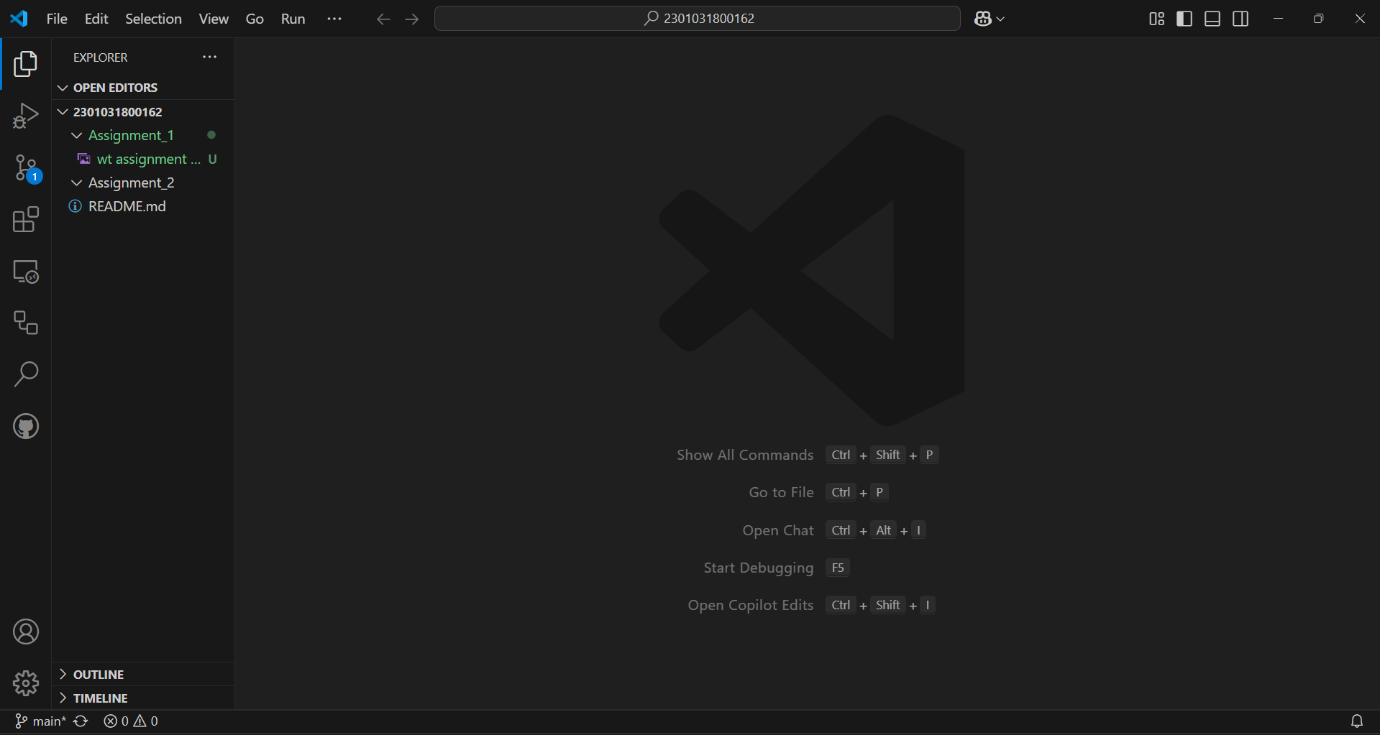 File Edit Selection View Go Run ··· 2301031800162
EXPLORER ···
OPEN EDITORS
2301031800162
Assignment_1
wt assignment ... U
1
Assignment_2
README.md
Show All Commands Ctrl + Shift + P
Go to File Ctrl + P
Open Chat Ctrl + Alt + I
Start Debugging F5
Open Copilot Edits Ctrl + Shift + I
OUTLINE
TIMELINE
main* 0 0